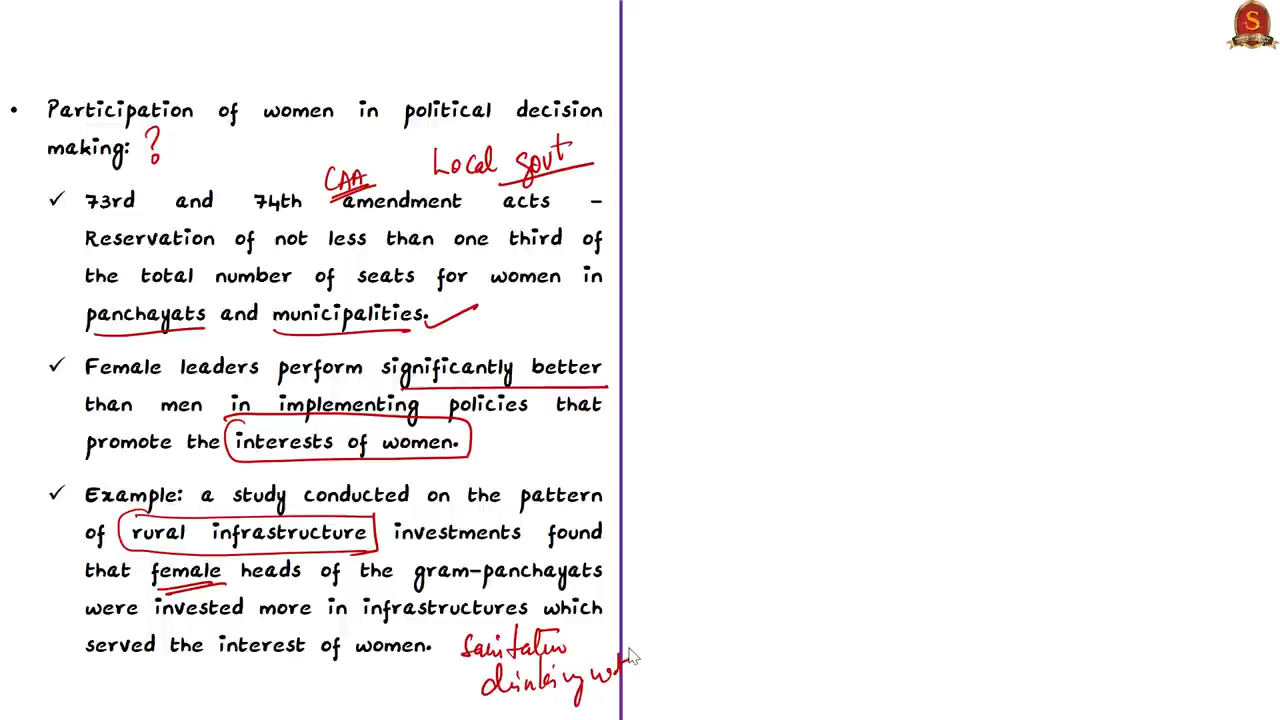 • Participation of women in political decision
making: ?
Local govt
CAA
✓ 73rd and 74th amendment acts –
Reservation of not less than one third of
the total number of seats for women in
panchayats and municipalities.
✓ Female leaders perform significantly better
than men in implementing policies that
promote the interests of women.
✓ Example: a study conducted on the pattern
of rural infrastructure investments found
that female heads of the gram-panchayats
were invested more in infrastructures which
served the interest of women.
sanitation
drinking
S